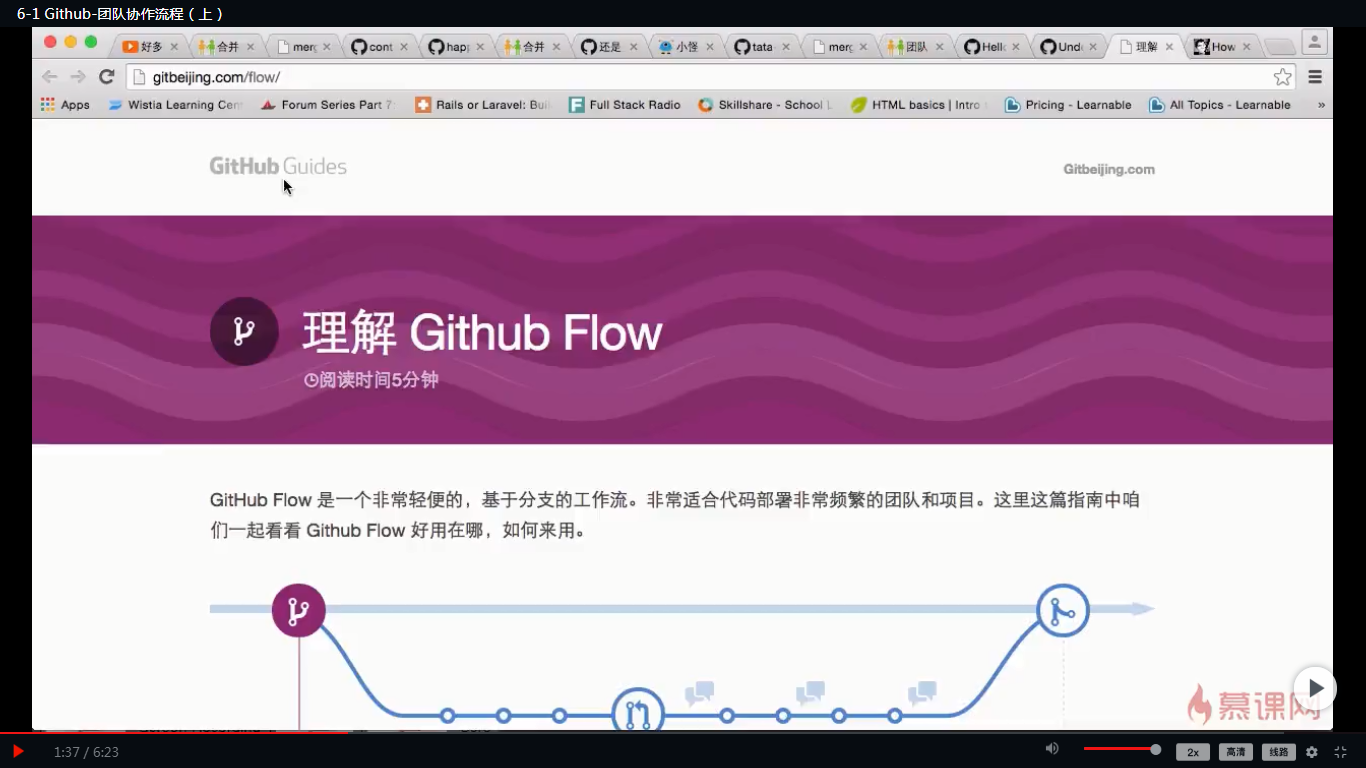 6-1 Github-团队协作流程（上）
好多 合并 merg cont hap 合并 还是 小怪 tata merg 团队 Hello Unde 理解 How
gitbeijing.com/flow/
Apps Wistia Learning Cen Forum Series Part 7 Rails or Laravel: Bui Full Stack Radio Skillshare - School HTML basics | Intro Pricing - Learnable All Topics - Learnable »
GitHub Guides
Gitbeijing.com
理解 Github Flow
阅读时间5分钟
GitHub Flow 是一个非常轻便的，基于分支的工作流。非常适合代码部署非常频繁的团队和项目。这里这篇指南中咱
们一起看看 Github Flow 好用在哪，如何来用。
慕课网
1:37 / 6:23
2x 高清 线路